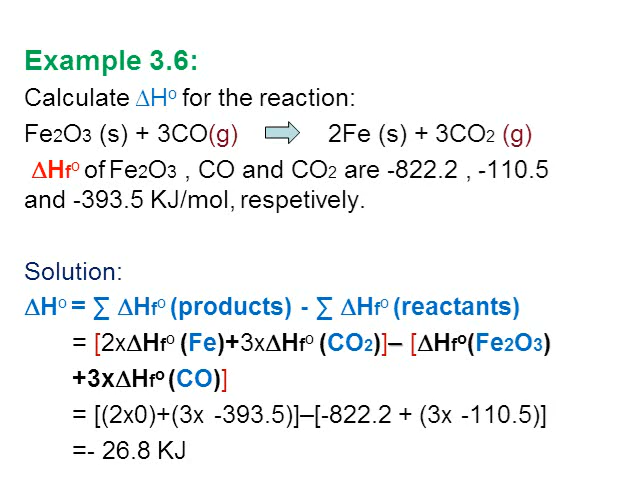 Example 3.6:
Calculate ∆Hº for the reaction:
Fe2O3 (s) + 3CO(g) 2Fe (s) + 3CO2 (g)
∆Hfº of Fe2O3 , CO and CO2 are -822.2 , -110.5
and -393.5 KJ/mol, respetively.
Solution:
∆Hº = ∑ ∆Hfº (products) - ∑ ∆Hfº (reactants)
= [2x∆Hfº (Fe)+3x∆Hfº (CO2)]– [∆Hfº(Fe2O3)
+3x∆Hfº (CO)]
= [(2x0)+(3x -393.5)]–[-822.2 + (3x -110.5)]
=- 26.8 KJ